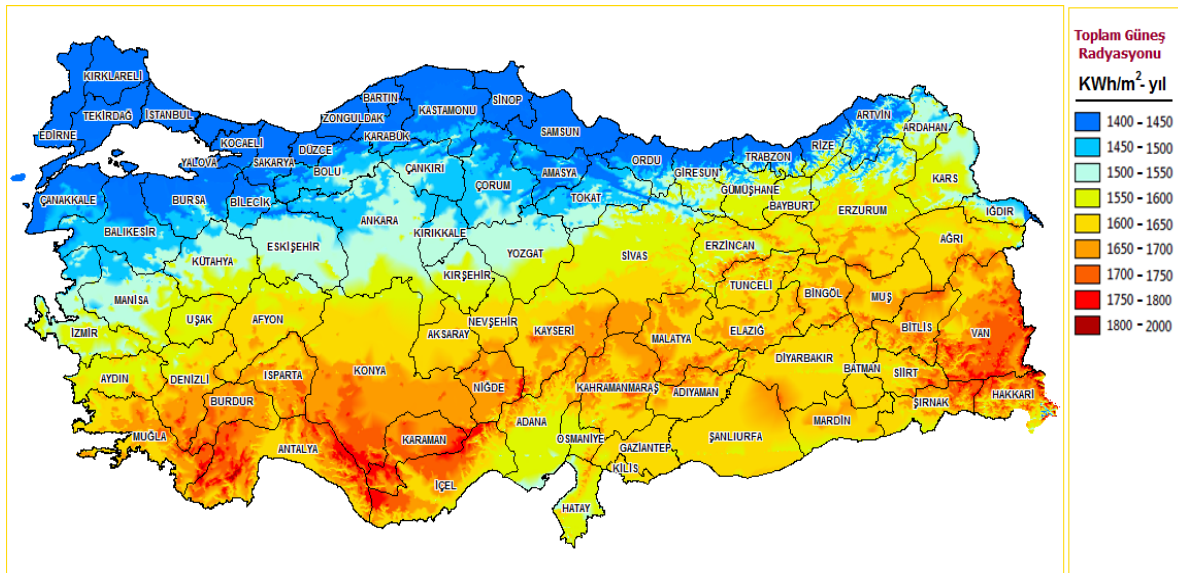 Toplam Güneş
Radyasyonu
KWh/m²- yıl
1400 - 1450
1450 - 1500
1500 - 1550
1550 - 1600
1600 - 1650
1650 - 1700
1700 - 1750
1750 - 1800
1800 - 2000
KIRKLARELİ
TEKİRDAĞ
İSTANBUL
EDİRNE
KOCAELİ
YALOVA
SAKARYA
DÜZCE
BOLU
ZONGULDAK
BARTIN
KARABÜK
KASTAMONU
SİNOP
SAMSUN
ÇANKIRI
ÇORUM
AMASYA
ORDU
TOKAT
GİRESUN
TRABZON
RİZE
ARTVİN
ARDAHAN
KARS
GÜMÜŞHANE
BAYBURT
ERZURUM
IĞDIR
AĞRI
ÇANAKKALE
BURSA
BİLECİK
BALIKEŞİR
KÜTAHYA
ESKİŞEHİR
ANKARA
KIRIKKALE
YOZGAT
SİVAS
ERZİNCAN
KIRŞEHİR
TUNCELİ
BİNGÖL
MUŞ
MANİSA
UŞAK
AFYON
İZMİR
AKSARAY
NEVŞEHİR
KAYSERİ
MALATYA
ELAZIĞ
BİTLİS
VAN
DİYARBAKIR
BATMAN
SİİRT
AYDIN
DENİZLİ
ISPARTA
KONYA
NİĞDE
KAHRAMANMARAŞ
ADIYAMAN
BURDUR
ŞIRNAK
HAKKARİ
MUĞLA
ANTALYA
KARAMAN
ADANA
OSMANİYE
GAZİANTEP
ŞANLIURFA
MARDİN
KİLİS
İÇEL
HATAY